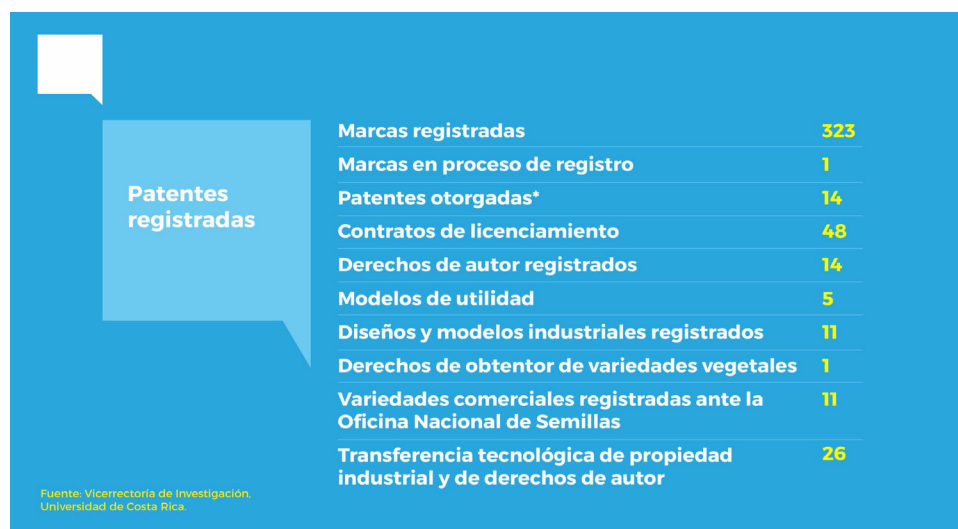 Patentes
registradas
Marcas registradas 323
Marcas en proceso de registro 1
Patentes otorgadas* 14
Contratos de licenciamiento 48
Derechos de autor registrados 14
Modelos de utilidad 5
Diseños y modelos industriales registrados 11
Derechos de obtentor de variedades vegetales 1
Variedades comerciales registradas ante la 11
Oficina Nacional de Semillas
Transferencia tecnológica de propiedad 26
industrial y de derechos de autor
Fuente: Vicerrectoría de Investigación,
Universidad de Costa Rica.